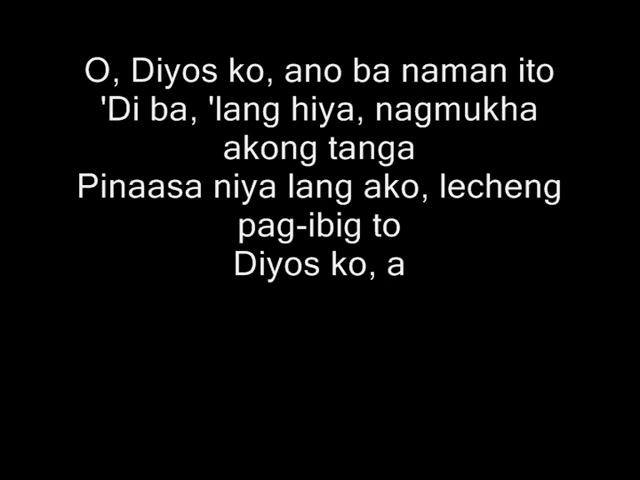 O, Diyos ko, ano ba naman ito
'Di ba, 'lang hiya, nagmukha
akong tanga
Pinaasa niya lang ako, lecheng
pag-ibig to
Diyos ko, a